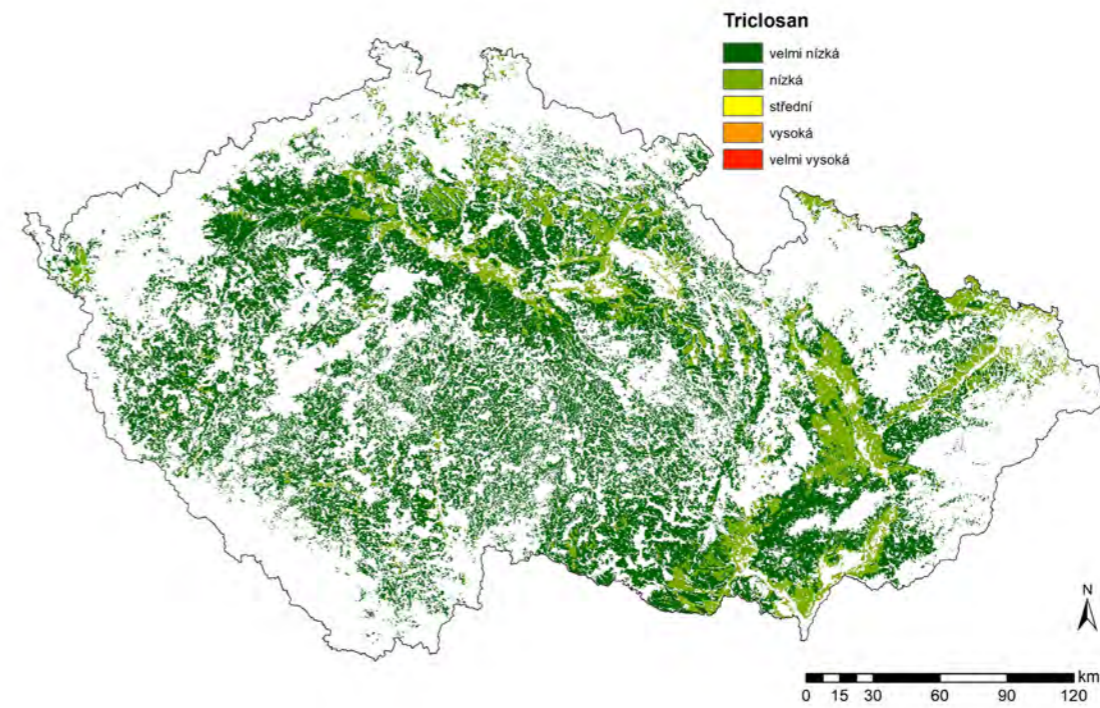 Triclosan
velmi nízká
nízká
střední
vysoká
velmi vysoká
N
km
0 15 30 60 90 120